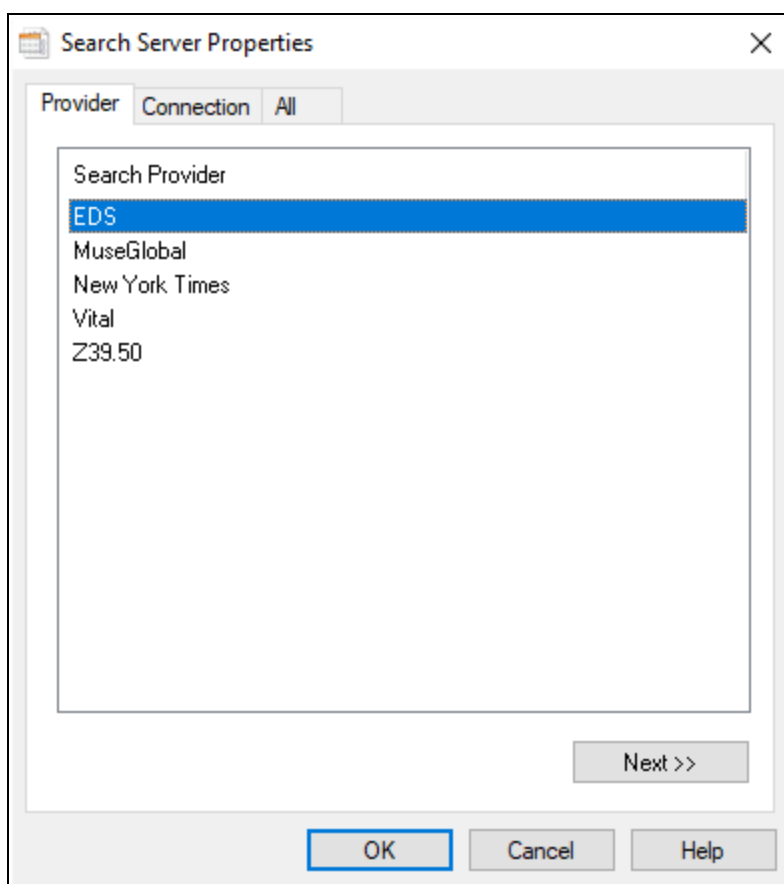 Search Server Properties
Provider Connection All
Search Provider
EDS
MuseGlobal
New York Times
Vital
Z39.50
Next >>
OK Cancel Help